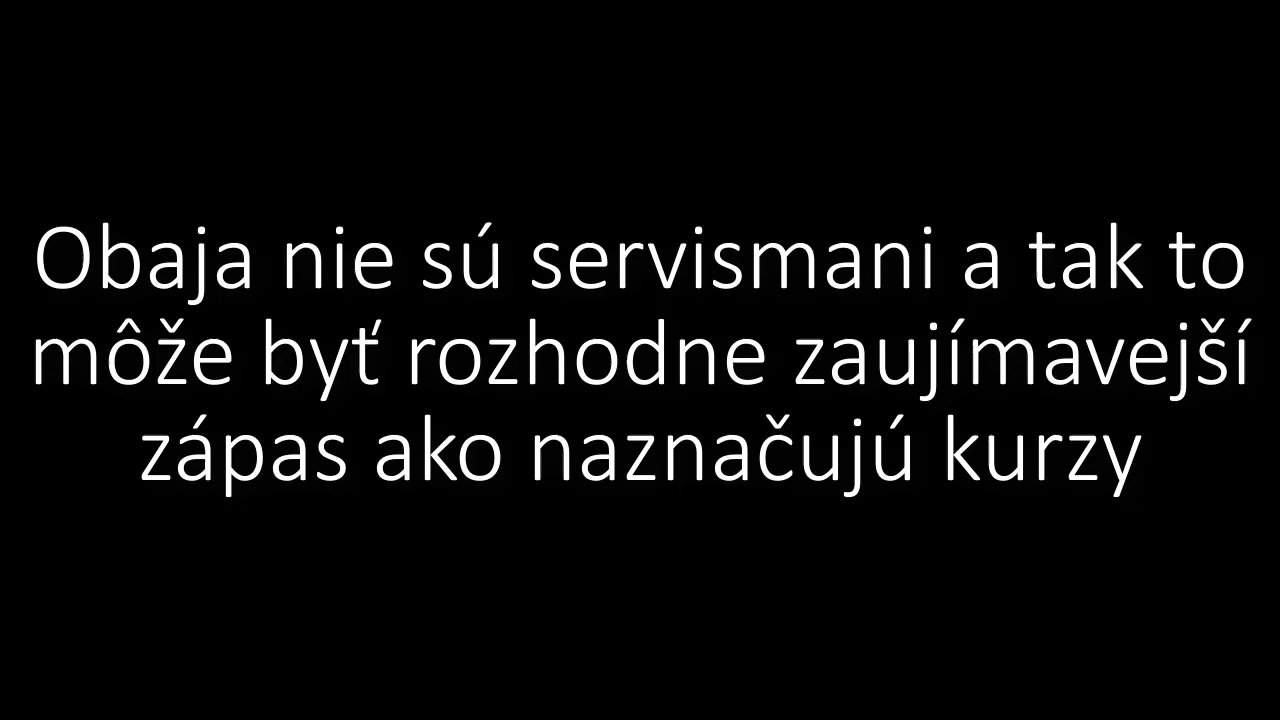 Obaja nie sú servismani a tak to
môže byť rozhodne zaujímavejší
zápas ako naznačujú kurzy